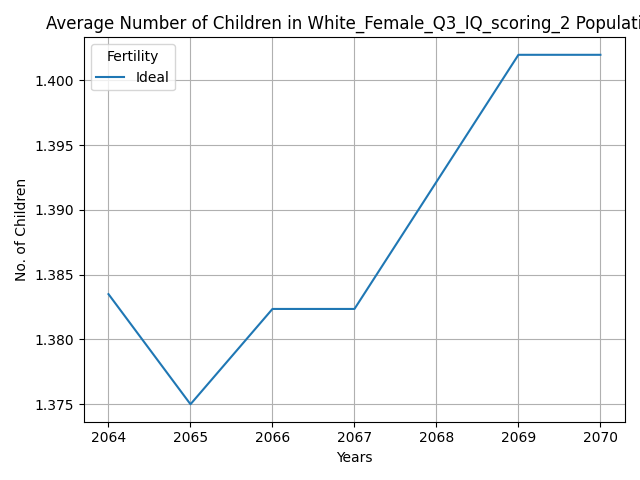 Average Number of Children in White_Female_Q3_IQ_scoring_2 Populati
Fertility
Ideal
No. of Children
1.400
1.395
1.390
1.385
1.380
1.375
2064 2065 2066 2067 2068 2069 2070
Years